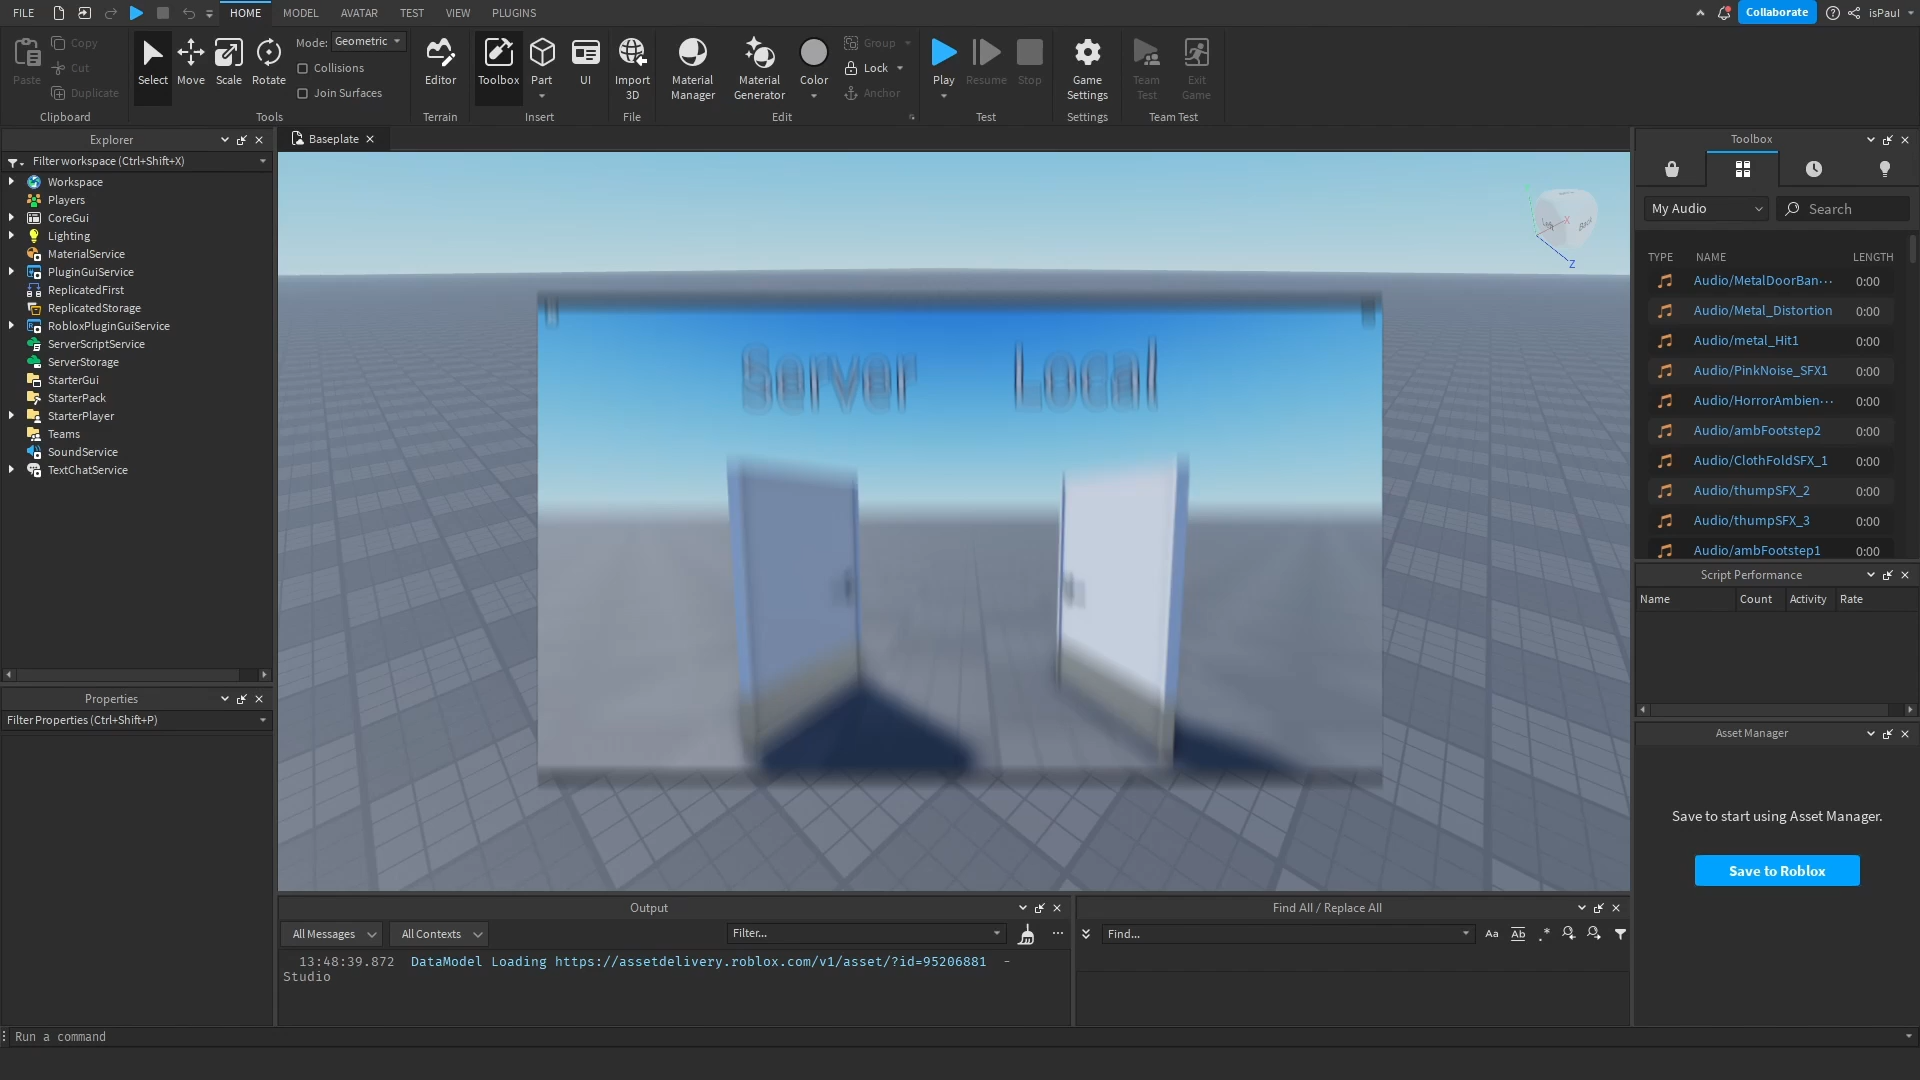 FILE HOME MODEL AVATAR TEST VIEW PLUGINS Collaborate isPaul
Paste Copy Cut Duplicate Clipboard
Select Move Scale Rotate Mode: Geometric Collisions Join Surfaces Tools
Editor Terrain
Toolbox Part UI Insert
Import 3D File
Material Manager Material Generator Color Group Lock Anchor Edit
Play Resume Stop Test
Game Settings Settings
Team Test Exit Game Team Test
Explorer
Filter workspace (Ctrl+Shift+X)
Workspace
Players
CoreGui
Lighting
MaterialService
PluginGuiService
ReplicatedFirst
ReplicatedStorage
RobloxPluginGuiService
ServerScriptService
ServerStorage
StarterGui
StarterPack
StarterPlayer
Teams
SoundService
TextChatService
Properties
Filter Properties (Ctrl+Shift+P)
Baseplate
Server Local
Z
Output
All Messages All Contexts Filter...
13:48:39.872 DataModel Loading https://assetdelivery.roblox.com/v1/asset/?id=95206881 -
Studio
Find All / Replace All
Find... Aa Ab .*
Toolbox
My Audio Search
TYPE NAME LENGTH
Audio/MetalDoorBan··· 0:00
Audio/Metal_Distortion 0:00
Audio/metal_Hit1 0:00
Audio/PinkNoise_SFX1 0:00
Audio/HorrorAmbien··· 0:00
Audio/ambFootstep2 0:00
Audio/ClothFoldSFX_1 0:00
Audio/thumpSFX_2 0:00
Audio/thumpSFX_3 0:00
Audio/ambFootstep1 0:00
Script Performance
Name Count Activity Rate
Asset Manager
Save to start using Asset Manager.
Save to Roblox
Run a command